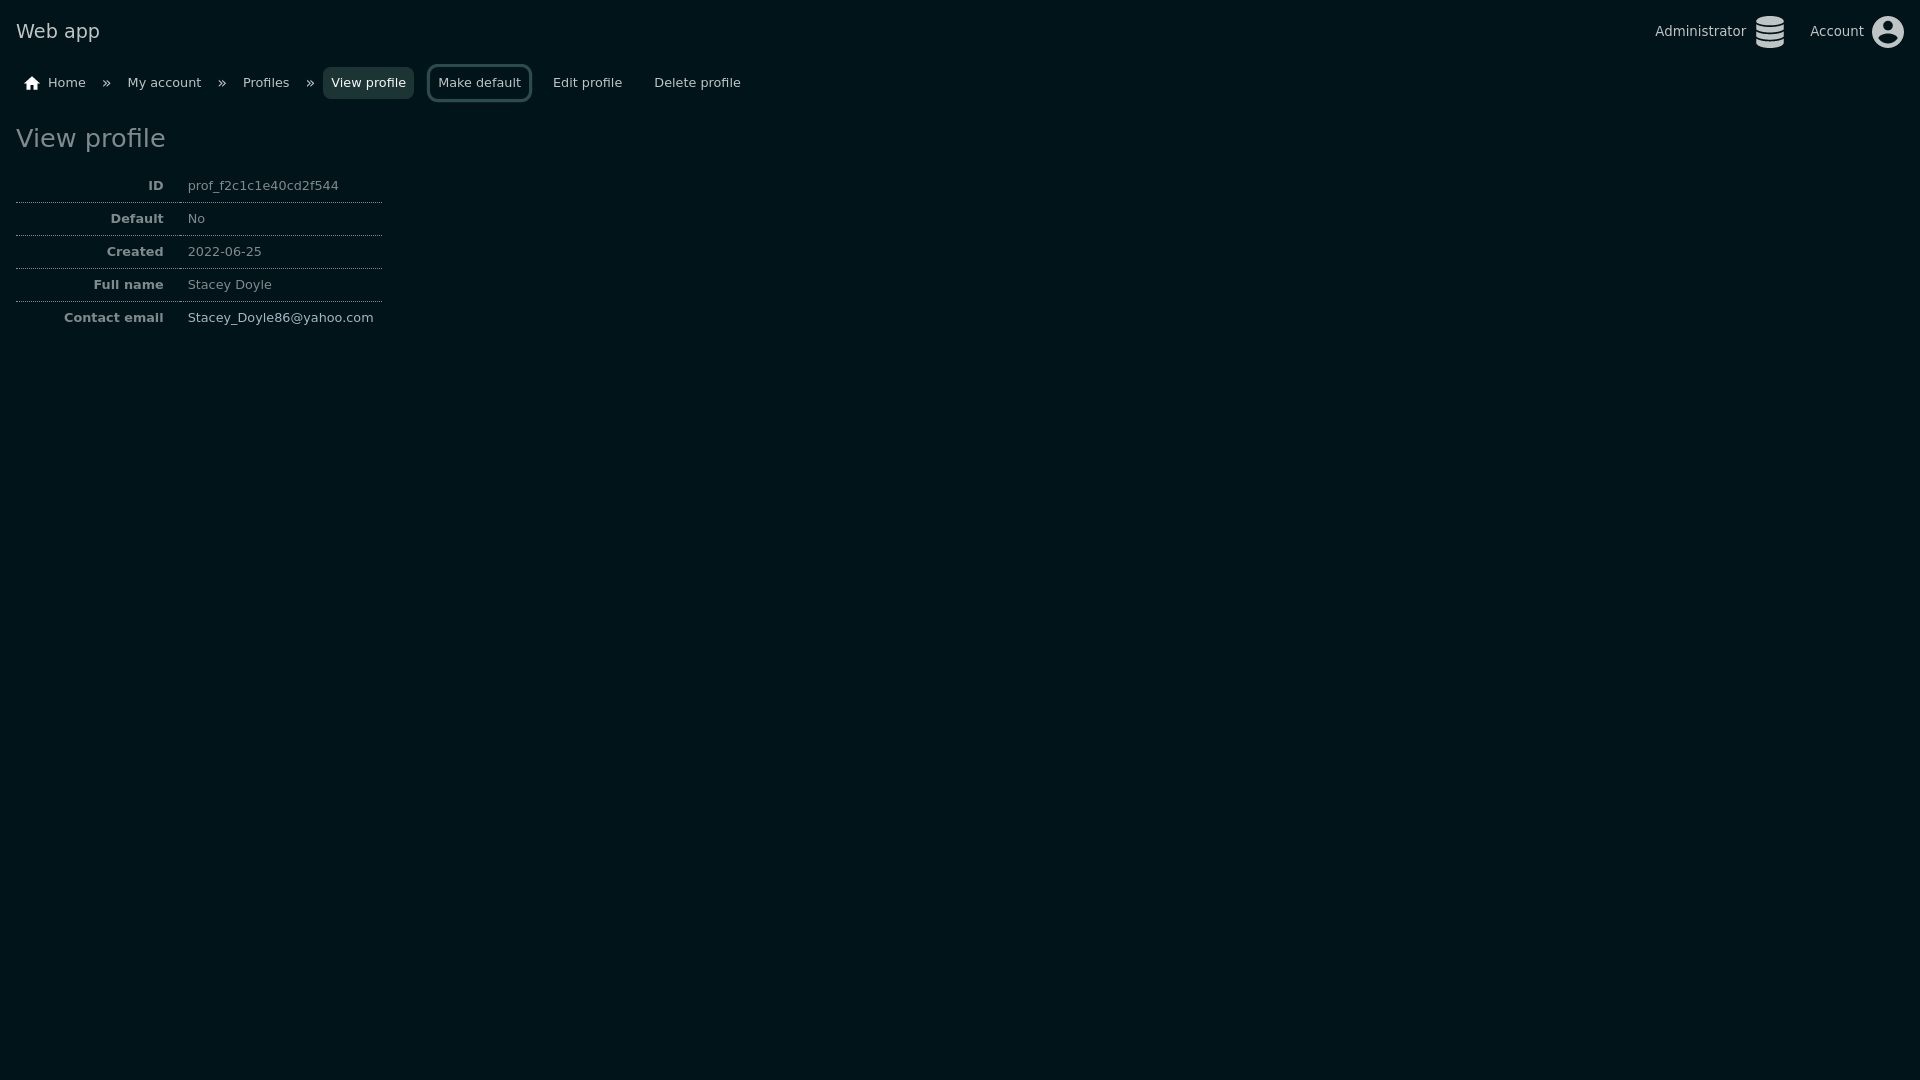 Web app
Administrator
Account
Home » My account » Profiles » View profile Make default Edit profile Delete profile
View profile
ID prof_f2c1c1e40cd2f544
Default No
Created 2022-06-25
Full name Stacey Doyle
Contact email Stacey_Doyle86@yahoo.com